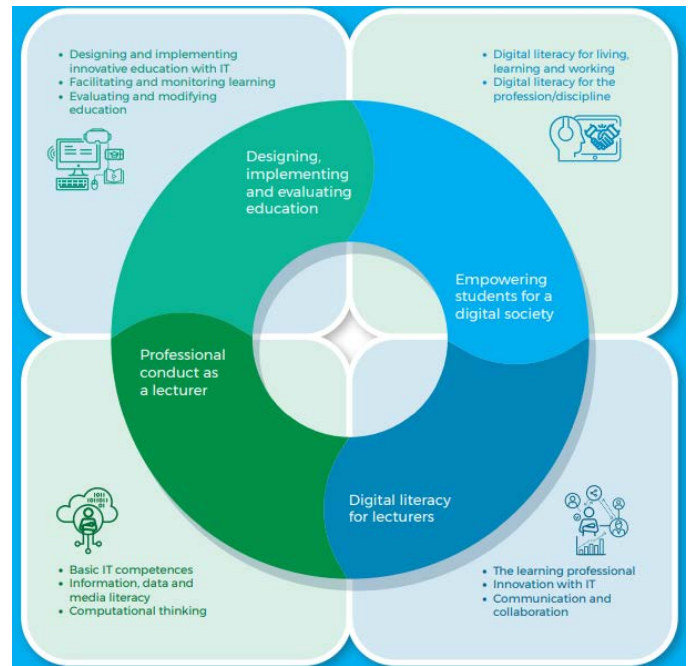 • Designing and implementing
innovative education with IT
• Facilitating and monitoring learning
• Evaluating and modifying
education
• Digital literacy for living,
learning and working
• Digital literacy for the
profession/discipline
Designing,
implementing
and evaluating
education
Empowering
students for a
digital society
Professional
conduct as
a lecturer
Digital literacy
for lecturers
1011
1011011
01
• Basic IT competences
• Information, data and
media literacy
• Computational thinking
• The learning professional
• Innovation with IT
• Communication and
collaboration